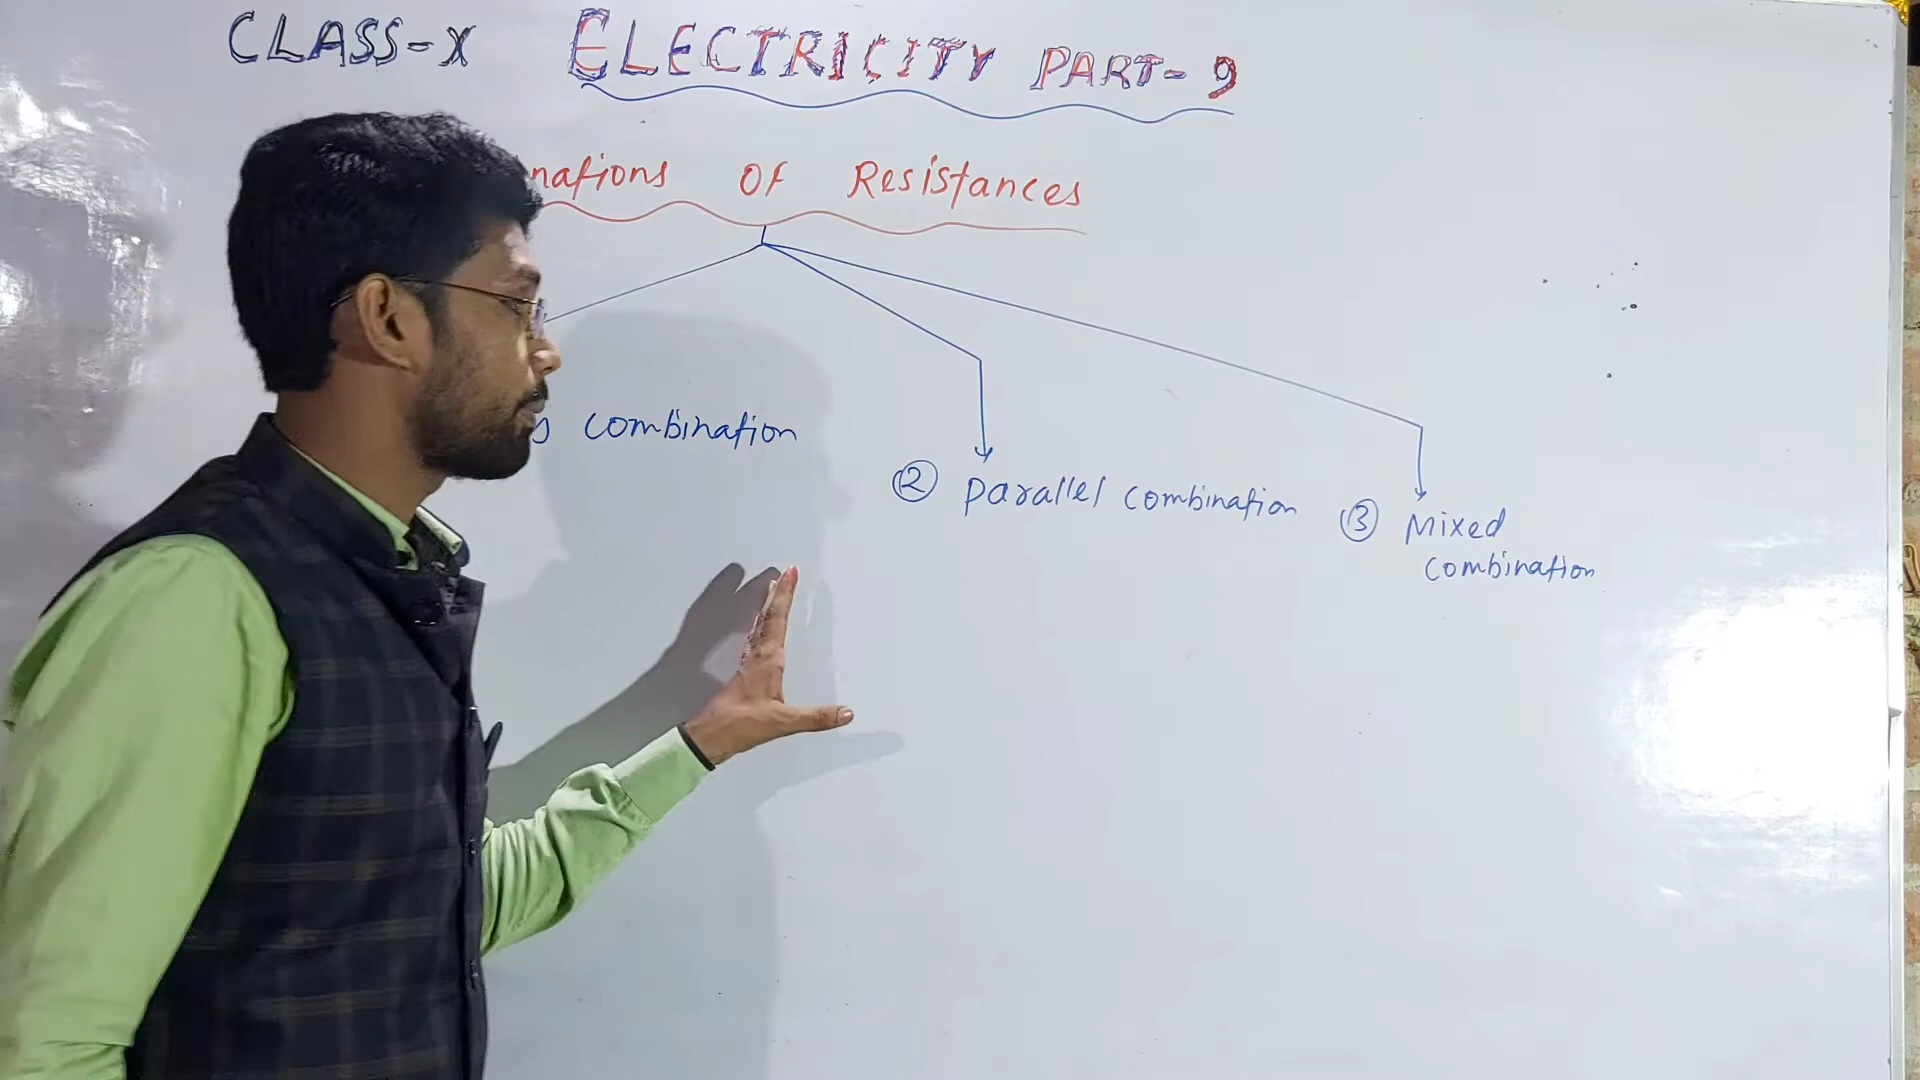 CLASS-X ELECTRICITY PART-9
nations Of Resistances
s combination
② parallel combination
③ Mixed
combination